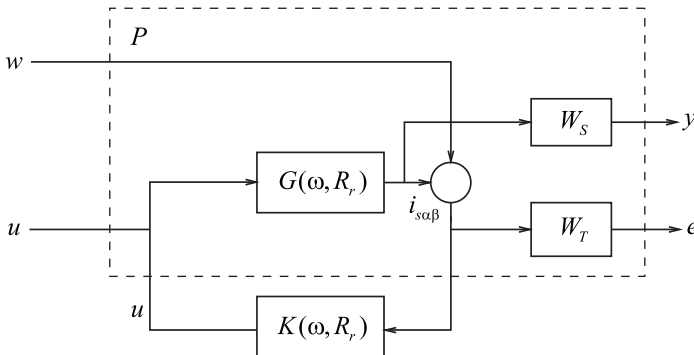 P
w
W_S
y
G(ω, R_r)
i_sαβ
u
W_T
e
u
K(ω, R_r)